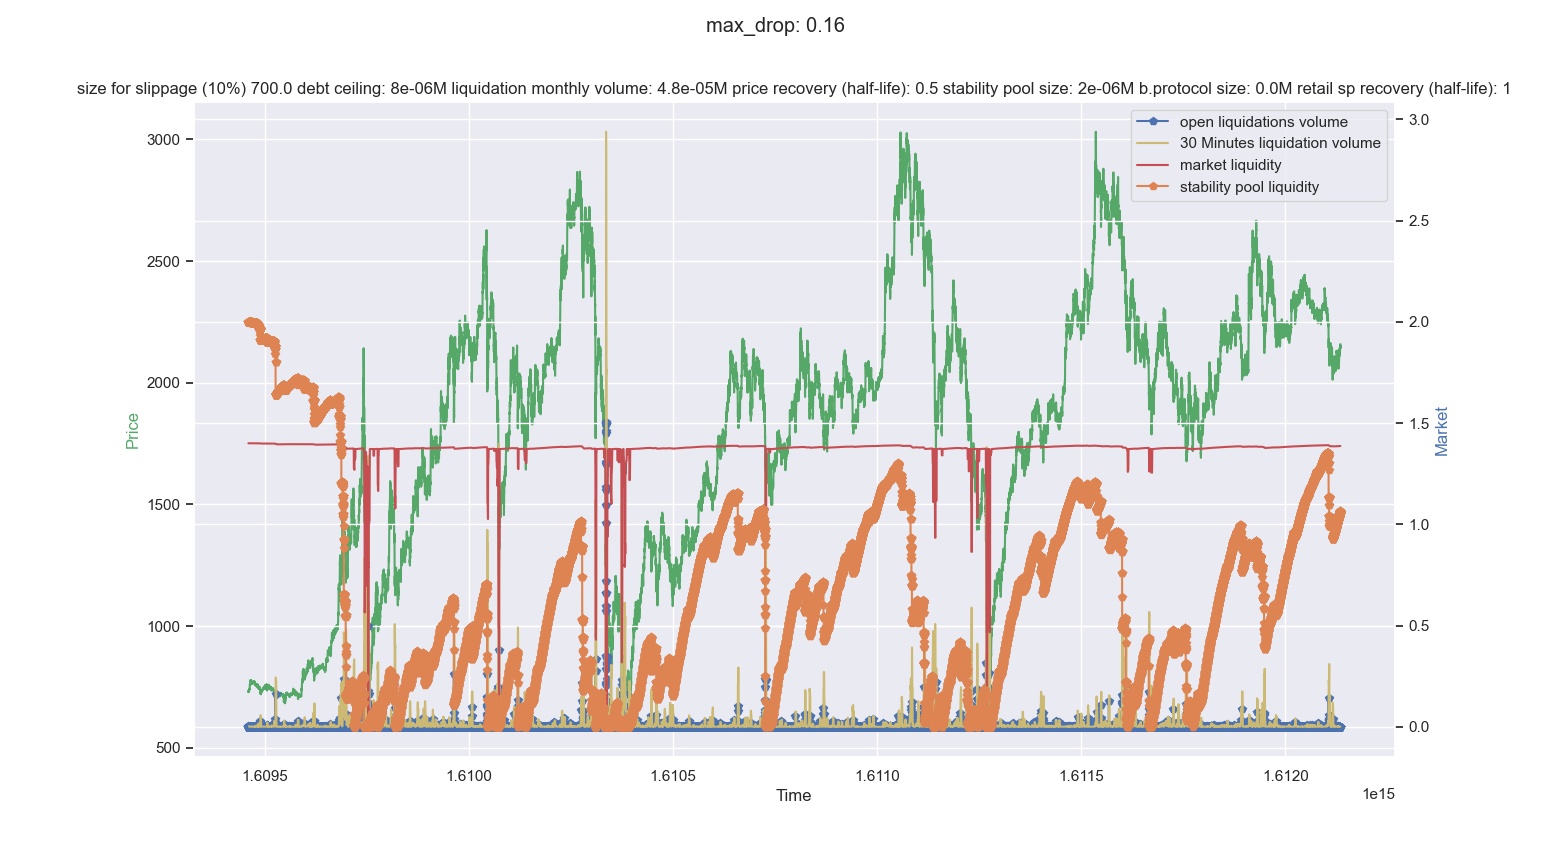 max_drop: 0.16
size for slippage (10%) 700.0 debt ceiling: 8e-06M liquidation monthly volume: 4.8e-05M price recovery (half-life): 0.5 stability pool size: 2e-06M b.protocol size: 0.0M retail sp recovery (half-life): 1
open liquidations volume
30 Minutes liquidation volume
market liquidity
stability pool liquidity
3000
2500
2000
1500
1000
500
Price
3.0
2.5
2.0
1.5
1.0
0.5
0.0
Market
1.6095
1.6100
1.6105
1.6110
1.6115
1.6120
1e15
Time